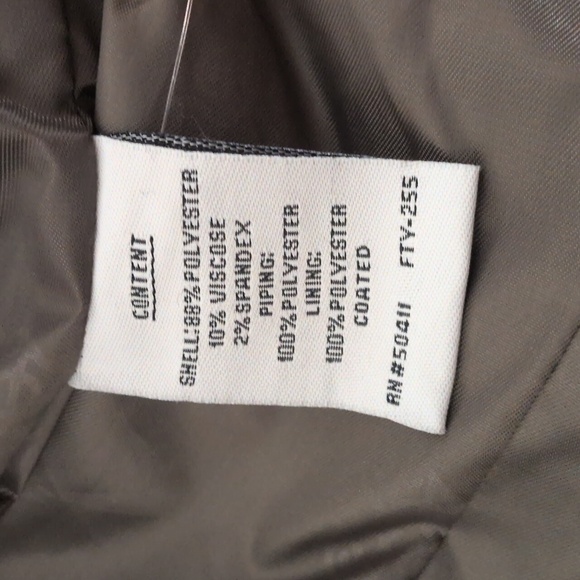 CONTENT
SHELL:88% POLYESTER
10% VISCOSE
2% SPANDEX
PIPING:
100% POLYESTER
LINING:
100% POLYESTER
COATED
RN#50411 FTY-255